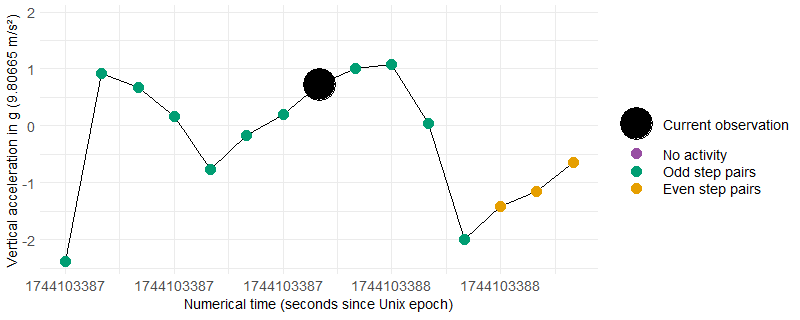 Vertical acceleration in g (9.80665 m/s²)
2
1
0
-1
-2
1744103387
1744103387
1744103387
1744103388
1744103388
Numerical time (seconds since Unix epoch)
Current observation
No activity
Odd step pairs
Even step pairs